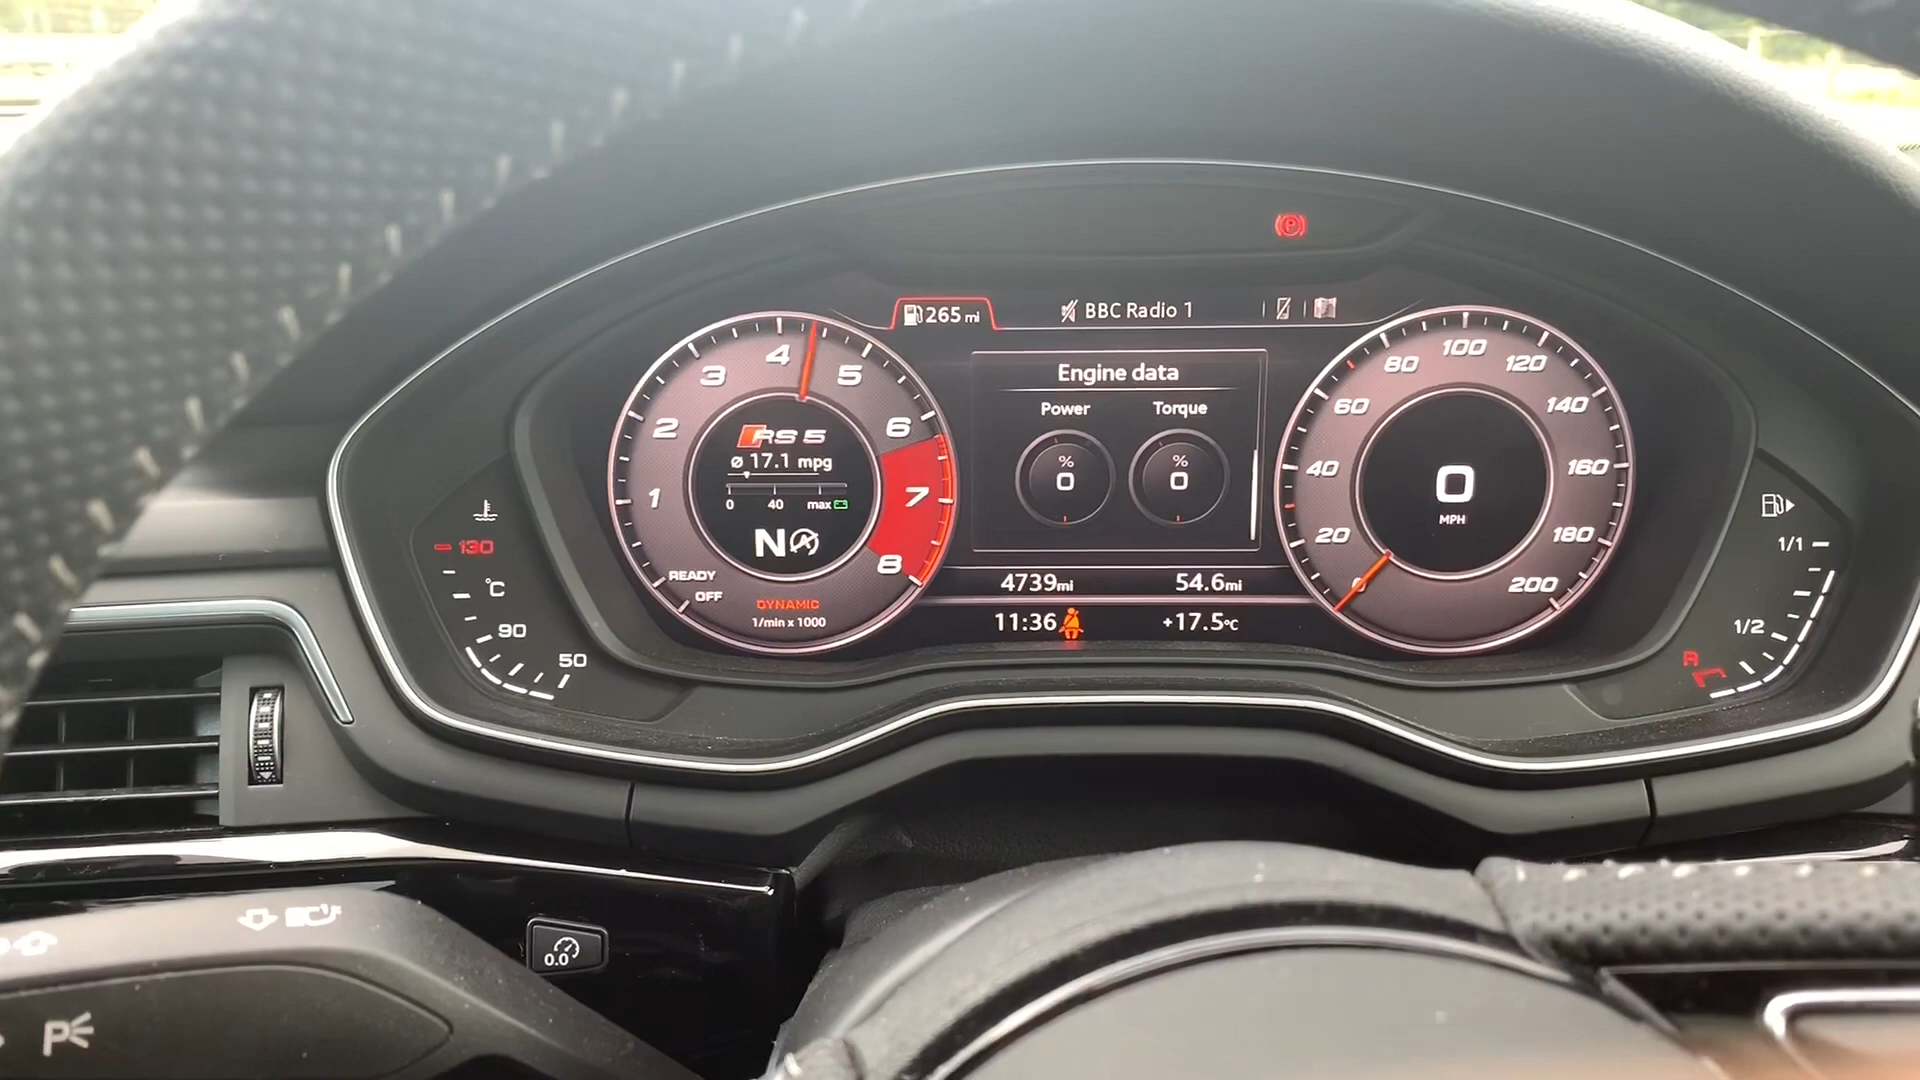 265 mi
BBC Radio 1
1
2
3
4
5
6
7
8
RS 5
ø 17.1 mpg
0 40 max
N
READY
OFF
DYNAMIC
1/min x 1000
Engine data
Power Torque
% %
0 0
4739mi 54.6mi
11:36 +17.5°C
0
20
40
60
80
100
120
140
160
180
200
0
MPH
130
°C
90
50
1/1
1/2
R
P
0.0
P